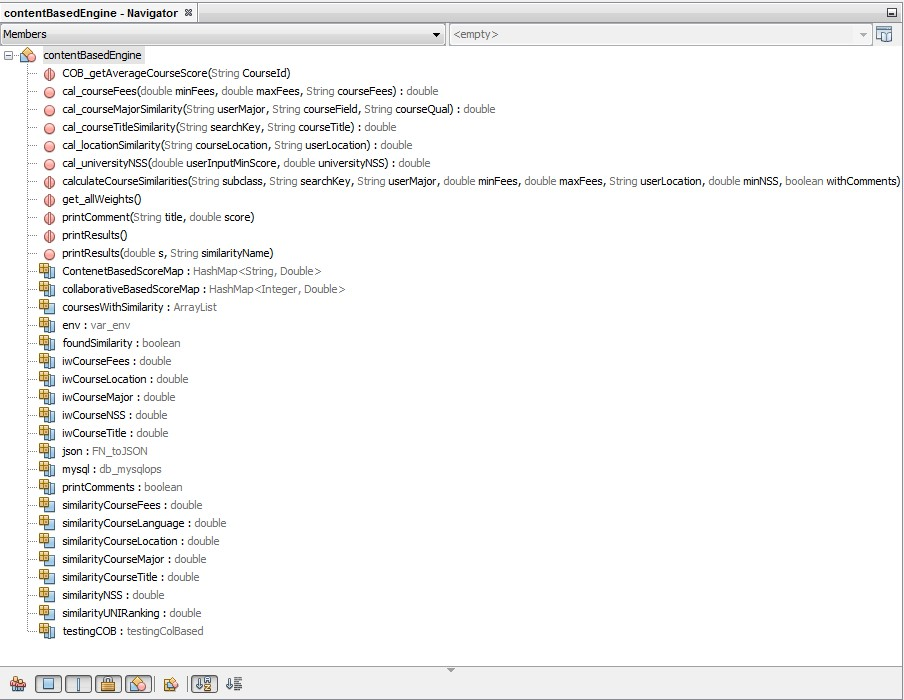 contentBasedEngine - Navigator
Members
<empty>
contentBasedEngine
COB_getAverageCourseScore(String CourseId)
cal_courseFees(double minFees, double maxFees, String courseFees) : double
cal_courseMajorSimilarity(String userMajor, String courseField, String courseQual) : double
cal_courseTitleSimilarity(String searchKey, String courseTitle) : double
cal_locationSimilarity(String courseLocation, String userLocation) : double
cal_universityNSS(double userInputMinScore, double universityNSS) : double
calculateCourseSimilarities(String subclass, String searchKey, String userMajor, double minFees, double maxFees, String userLocation, double minNSS, boolean withComments)
get_allWeights()
printComment(String title, double score)
printResults()
printResults(double s, String similarityName)
ContenetBasedScoreMap : HashMap<String, Double>
collaborativeBasedScoreMap : HashMap<Integer, Double>
coursesWithSimilarity : ArrayList
env : var_env
foundSimilarity : boolean
iwCourseFees : double
iwCourseLocation : double
iwCourseMajor : double
iwCourseNSS : double
iwCourseTitle : double
json : FN_toJSON
mysql : db_mysqlops
printComments : boolean
similarityCourseFees : double
similarityCourseLanguage : double
similarityCourseLocation : double
similarityCourseMajor : double
similarityCourseTitle : double
similarityNSS : double
similarityUNIRanking : double
testingCOB : testingColBased